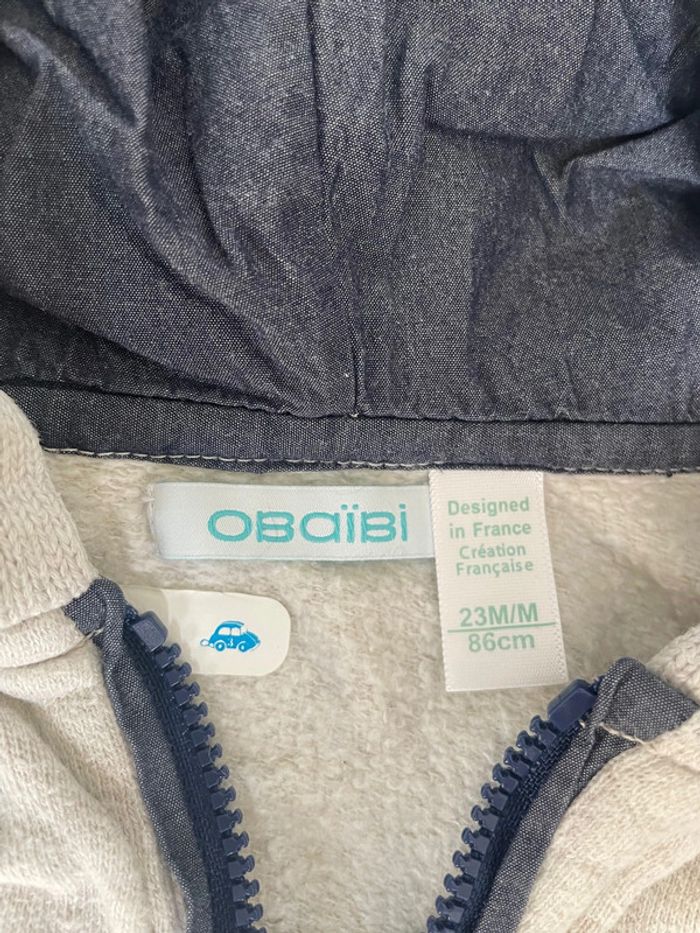 OBaïBi
Designed
in France
Création
Française
23M/M
86cm